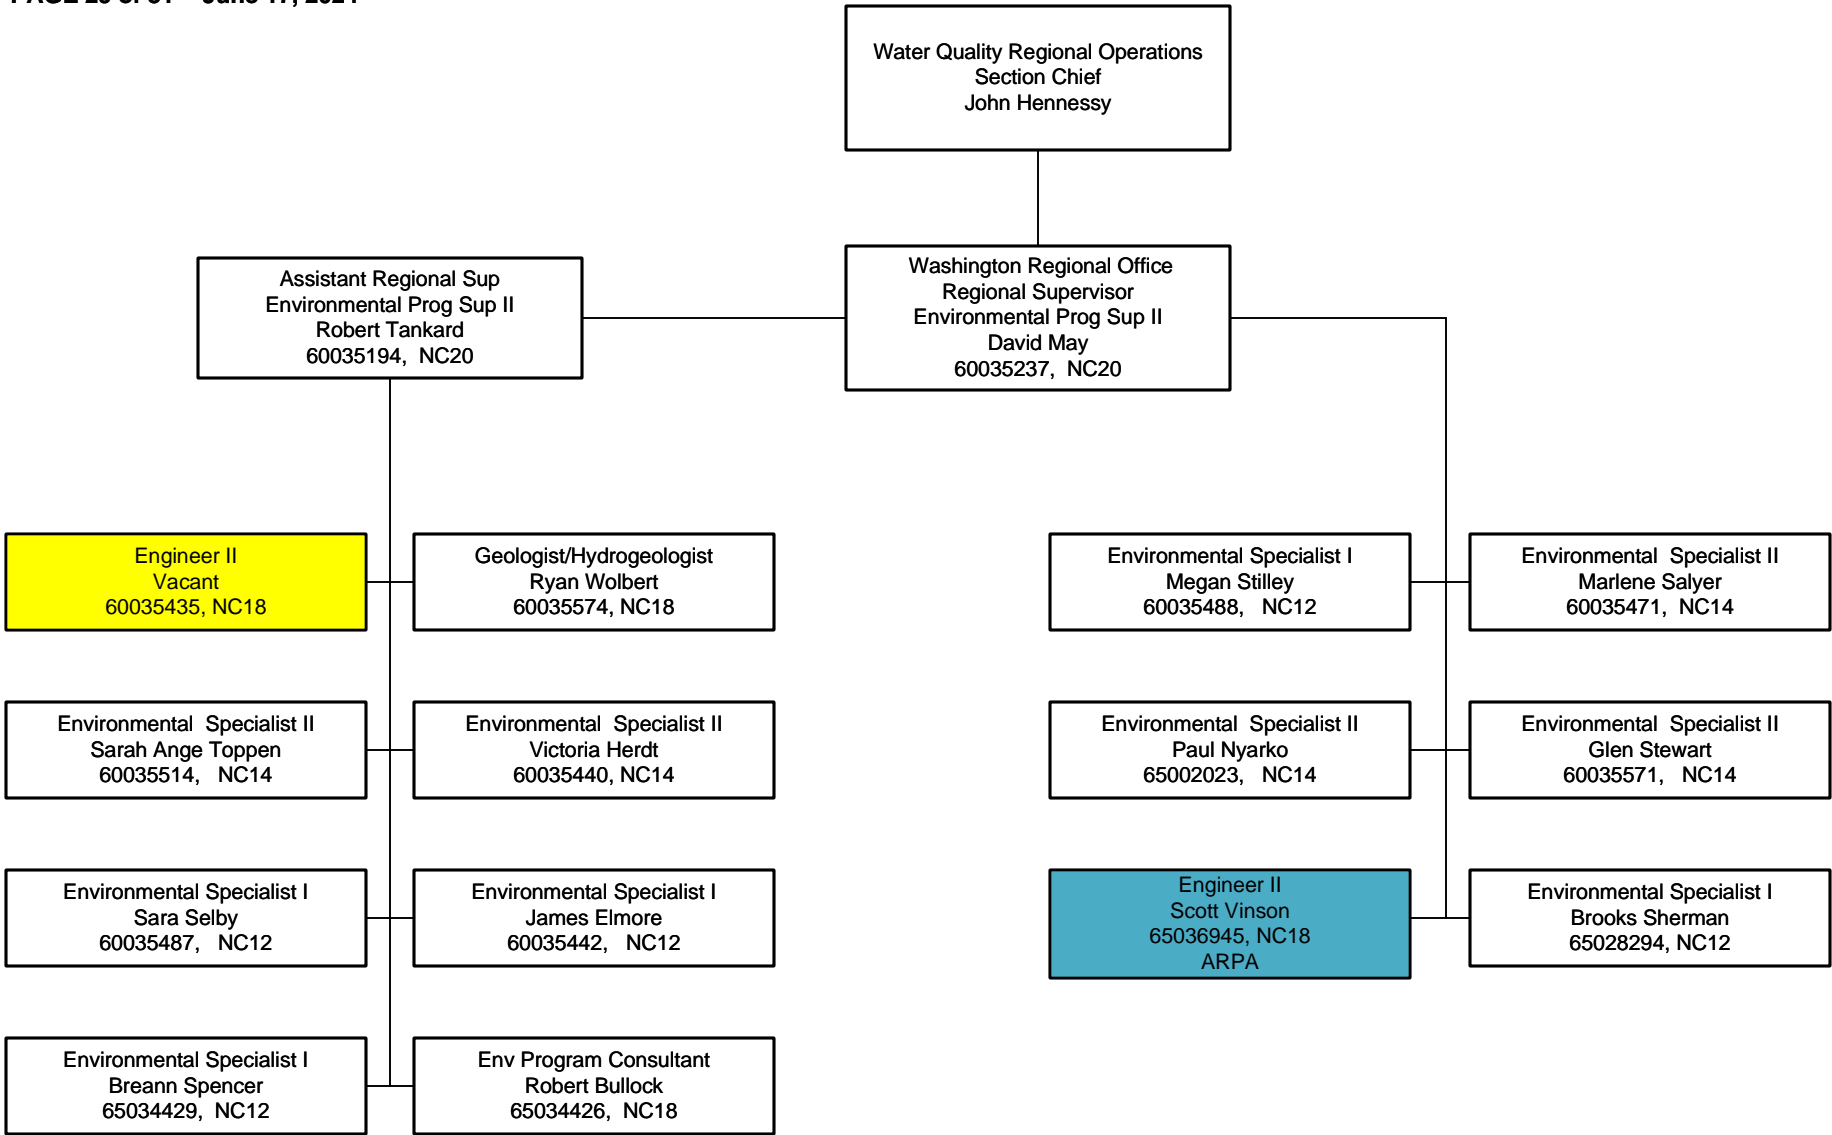 Water Quality Regional Operations
Section Chief
John Hennessy
Assistant Regional Sup
Environmental Prog Sup II
Robert Tankard
60035194, NC20
Washington Regional Office
Regional Supervisor
Environmental Prog Sup II
David May
60035237, NC20
Engineer II
Vacant
60035435, NC18
Geologist/Hydrogeologist
Ryan Wolbert
60035574, NC18
Environmental Specialist I
Megan Stilley
60035488, NC12
Environmental Specialist II
Marlene Salyer
60035471, NC14
Environmental Specialist II
Sarah Ange Toppen
60035514, NC14
Environmental Specialist II
Victoria Herdt
60035440, NC14
Environmental Specialist II
Paul Nyarko
65002023, NC14
Environmental Specialist II
Glen Stewart
60035571, NC14
Environmental Specialist I
Sara Selby
60035487, NC12
Environmental Specialist I
James Elmore
60035442, NC12
Engineer II
Scott Vinson
65036945, NC18
ARPA
Environmental Specialist I
Brooks Sherman
65028294, NC12
Environmental Specialist I
Breann Spencer
65034429, NC12
Env Program Consultant
Robert Bullock
65034426, NC18